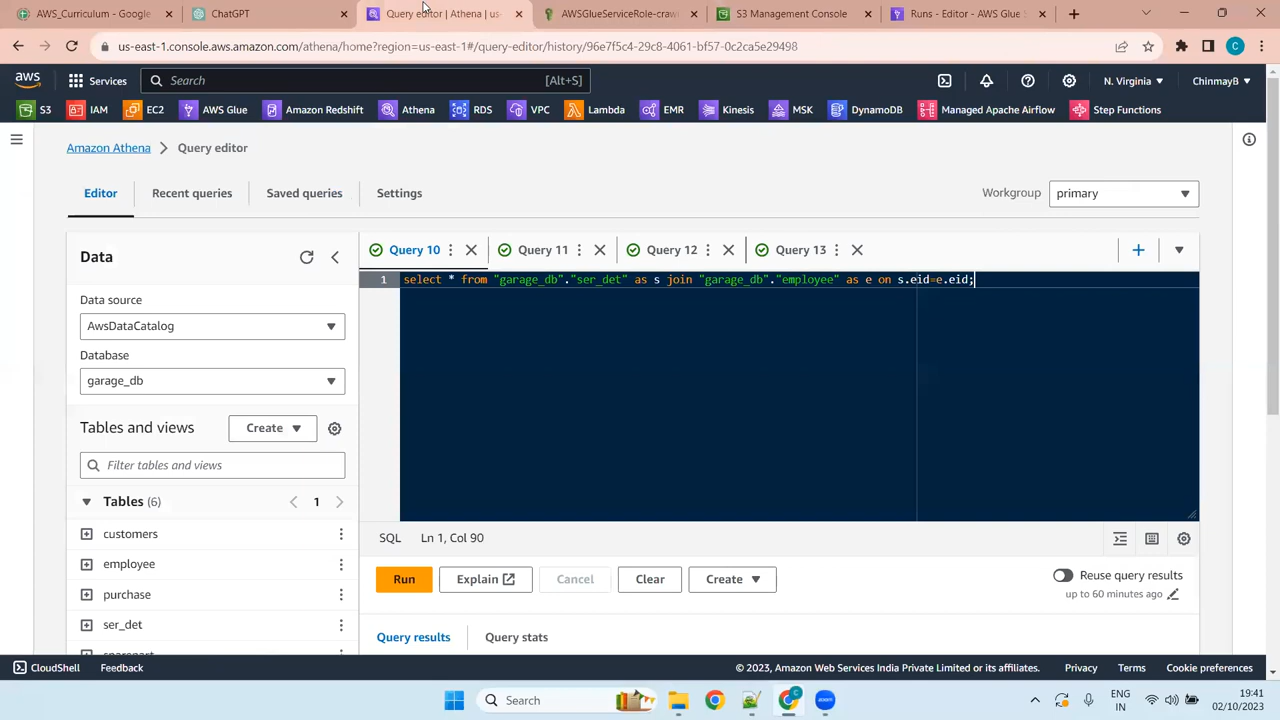 AWS_Curriculum - Google
ChatGPT
Query editor | Athena | us-
AWSGlueServiceRole-craw
S3 Management Console
Runs - Editor - AWS Glue S
us-east-1.console.aws.amazon.com/athena/home?region=us-east-1#/query-editor/history/96e7f5c4-29c8-4061-bf57-0c2ca5e29498
C
aws
Services
Search
[Alt+S]
N. Virginia
ChinmayB
S3
IAM
EC2
AWS Glue
Amazon Redshift
Athena
RDS
VPC
Lambda
EMR
Kinesis
MSK
DynamoDB
Managed Apache Airflow
Step Functions
Amazon Athena
Query editor
Editor
Recent queries
Saved queries
Settings
Workgroup
primary
Data
Query 10
Query 11
Query 12
Query 13
1 select * from "garage_db"."ser_det" as s join "garage_db"."employee" as e on s.eid=e.eid;
Data source
AwsDataCatalog
Database
garage_db
Tables and views
Create
Filter tables and views
Tables (6)
1
customers
employee
purchase
ser_det
sparepart
SQL
Ln 1, Col 90
Run
Explain
Cancel
Clear
Create
Reuse query results
up to 60 minutes ago
Query results
Query stats
CloudShell
Feedback
© 2023, Amazon Web Services India Private Limited or its affiliates.
Privacy
Terms
Cookie preferences
Search
zoom
ENG
IN
19:41
02/10/2023